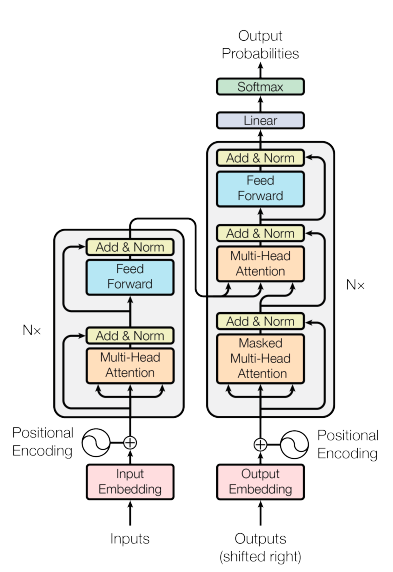 Output
Probabilities
Softmax
Linear
Add & Norm
Feed
Forward
Add & Norm
Multi-Head
Attention
Add & Norm
Masked
Multi-Head
Attention
N×
Add & Norm
Feed
Forward
N×
Add & Norm
Multi-Head
Attention
Positional
Encoding
Positional
Encoding
Input
Embedding
Output
Embedding
Inputs
Outputs
(shifted right)